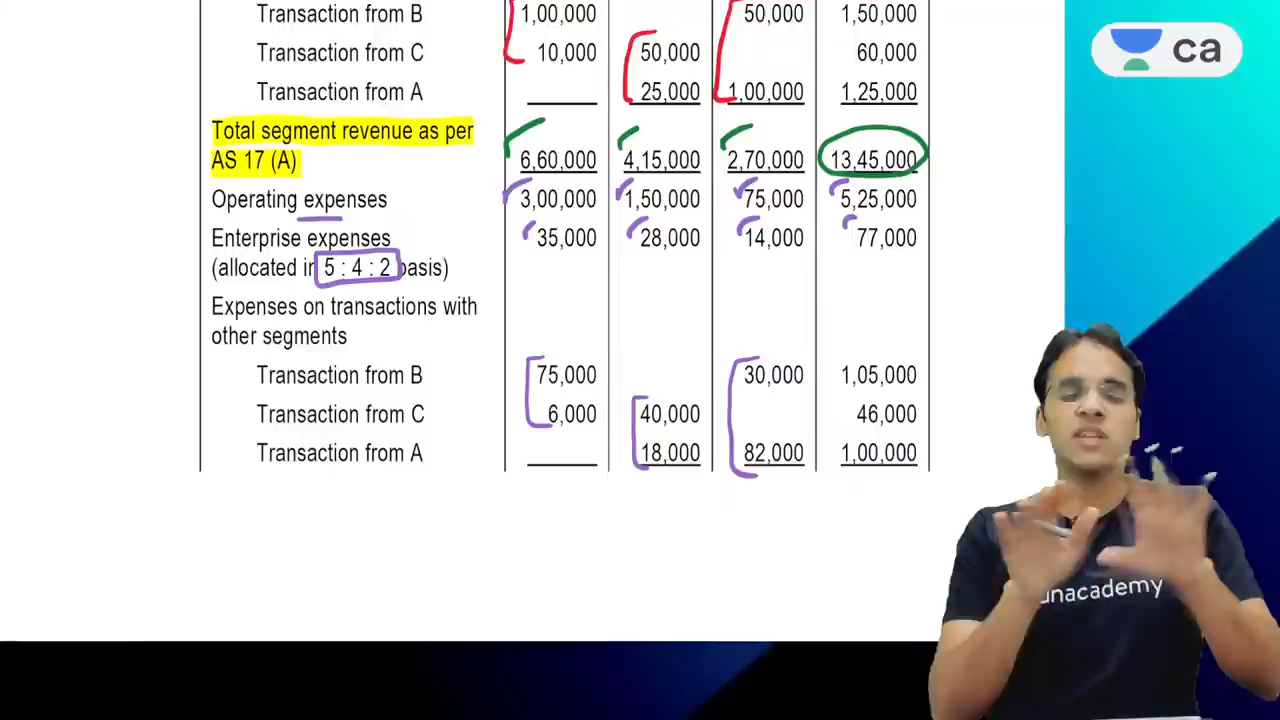 Transaction from B 1,00,000 50,000 1,50,000
Transaction from C 10,000 50,000 60,000
Transaction from A 25,000 1,00,000 1,25,000
Total segment revenue as per
AS 17 (A) 6,60,000 4,15,000 2,70,000 13,45,000
Operating expenses 3,00,000 1,50,000 75,000 5,25,000
Enterprise expenses 35,000 28,000 14,000 77,000
(allocated in 5 : 4 : 2 basis)
Expenses on transactions with
other segments
Transaction from B 75,000 30,000 1,05,000
Transaction from C 6,000 40,000 46,000
Transaction from A 18,000 82,000 1,00,000
ca
unacademy